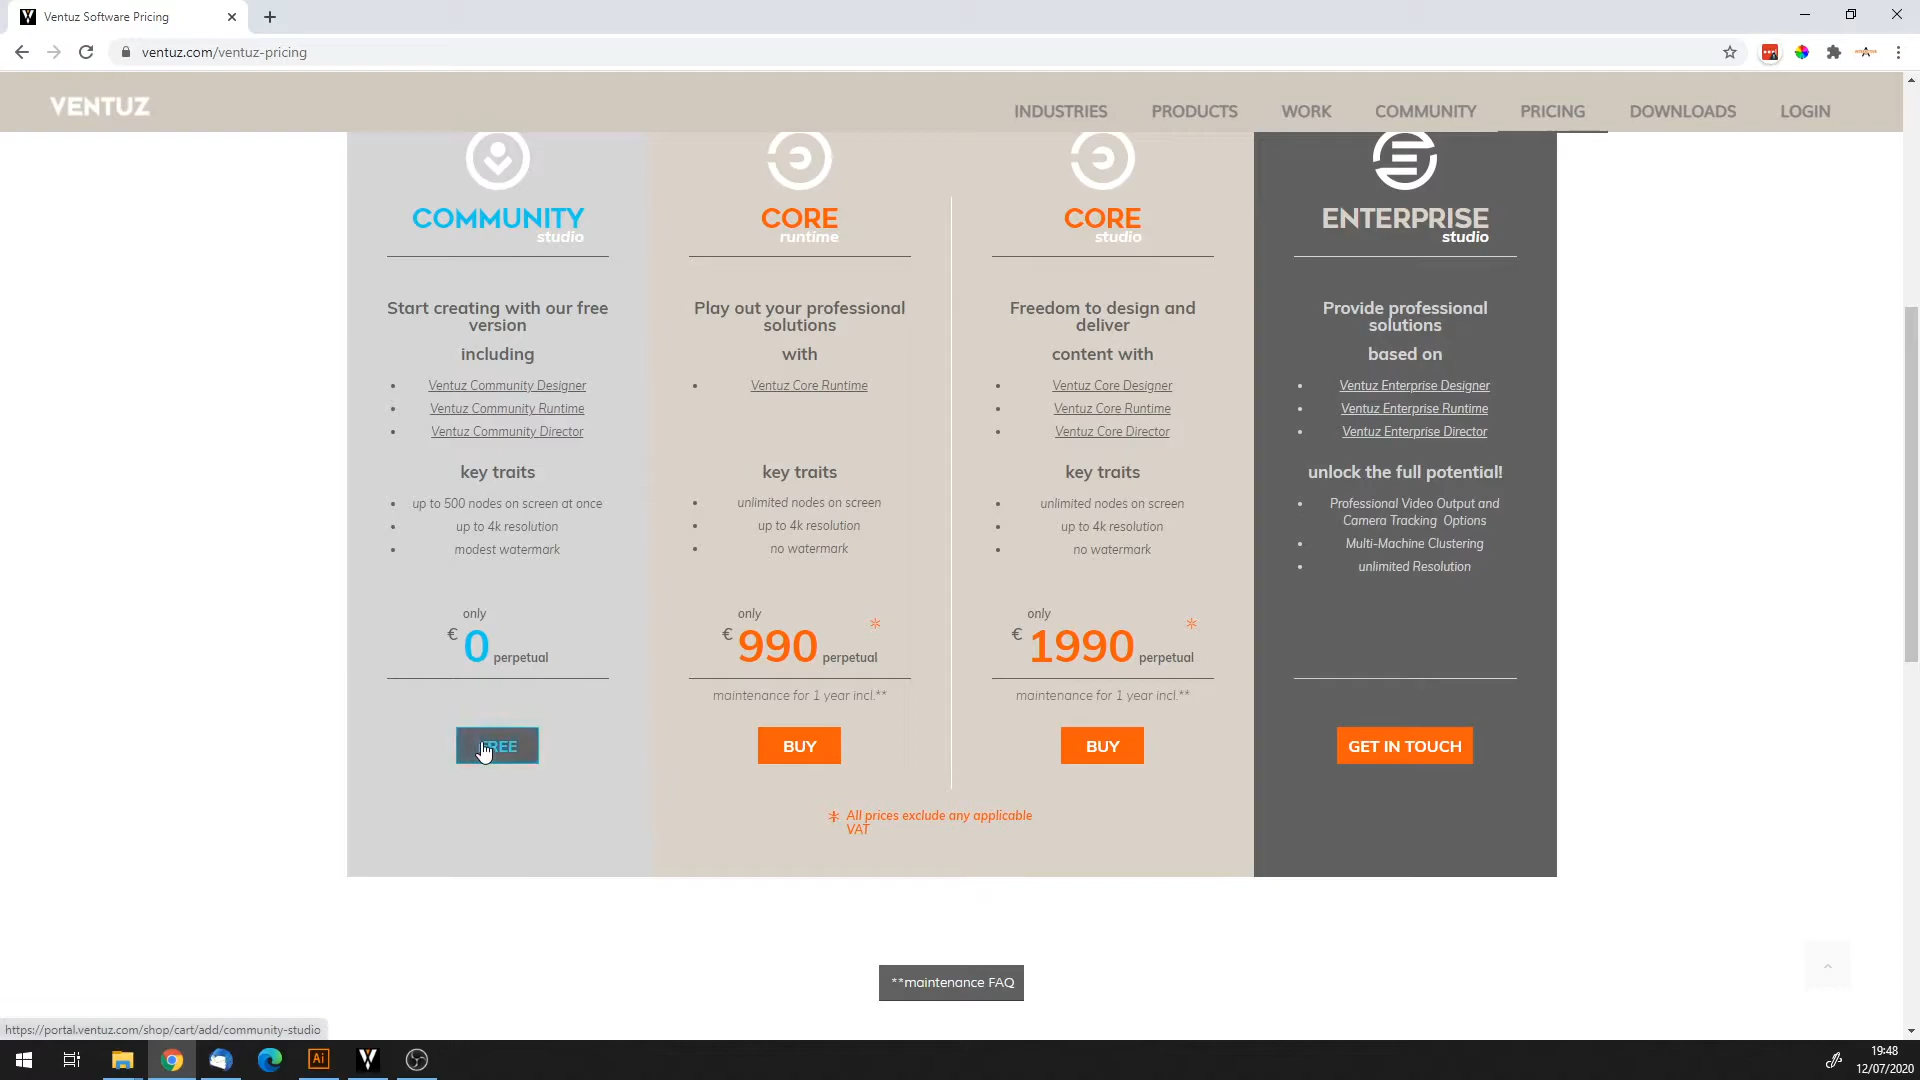 Ventuz Software Pricing
ventuz.com/ventuz-pricing
VENTUZ
INDUSTRIES PRODUCTS WORK COMMUNITY PRICING DOWNLOADS LOGIN
COMMUNITY
studio
Start creating with our free
version
including
Ventuz Community Designer
Ventuz Community Runtime
Ventuz Community Director
key traits
up to 500 nodes on screen at once
up to 4k resolution
modest watermark
only
€ 0 perpetual
FREE
CORE
runtime
Play out your professional
solutions
with
Ventuz Core Runtime
key traits
unlimited nodes on screen
up to 4k resolution
no watermark
only
€ 990 perpetual *
maintenance for 1 year incl.**
BUY
CORE
studio
Freedom to design and
deliver
content with
Ventuz Core Designer
Ventuz Core Runtime
Ventuz Core Director
key traits
unlimited nodes on screen
up to 4k resolution
no watermark
only
€ 1990 perpetual *
maintenance for 1 year incl.**
BUY
ENTERPRISE
studio
Provide professional
solutions
based on
Ventuz Enterprise Designer
Ventuz Enterprise Runtime
Ventuz Enterprise Director
unlock the full potential!
Professional Video Output and
Camera Tracking Options
Multi-Machine Clustering
unlimited Resolution
GET IN TOUCH
* All prices exclude any applicable
VAT
**maintenance FAQ
https://portal.ventuz.com/shop/cart/add/community-studio
Ai
19:48
12/07/2020